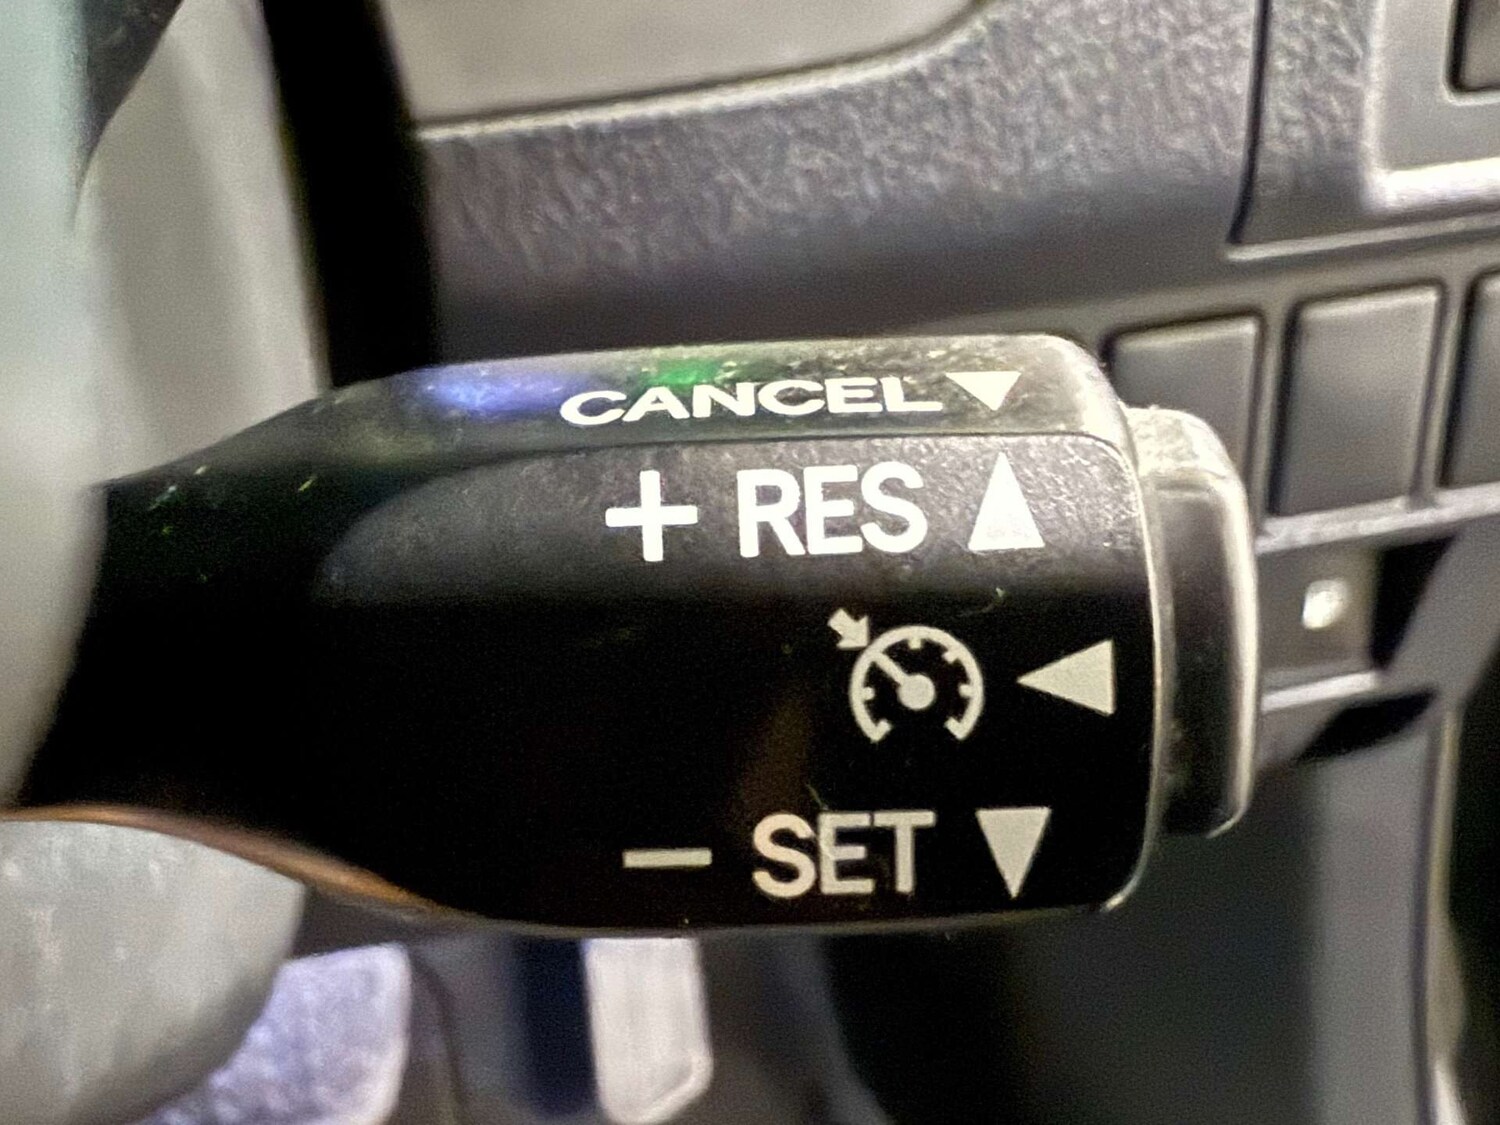 CANCEL ▼
+ RES ▲
◀
− SET ▼